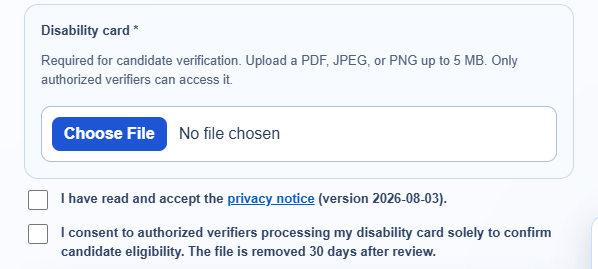 Disability card *
Required for candidate verification. Upload a PDF, JPEG, or PNG up to 5 MB. Only
authorized verifiers can access it.
Choose File No file chosen
I have read and accept the privacy notice (version 2026-08-03).
I consent to authorized verifiers processing my disability card solely to confirm
candidate eligibility. The file is removed 30 days after review.